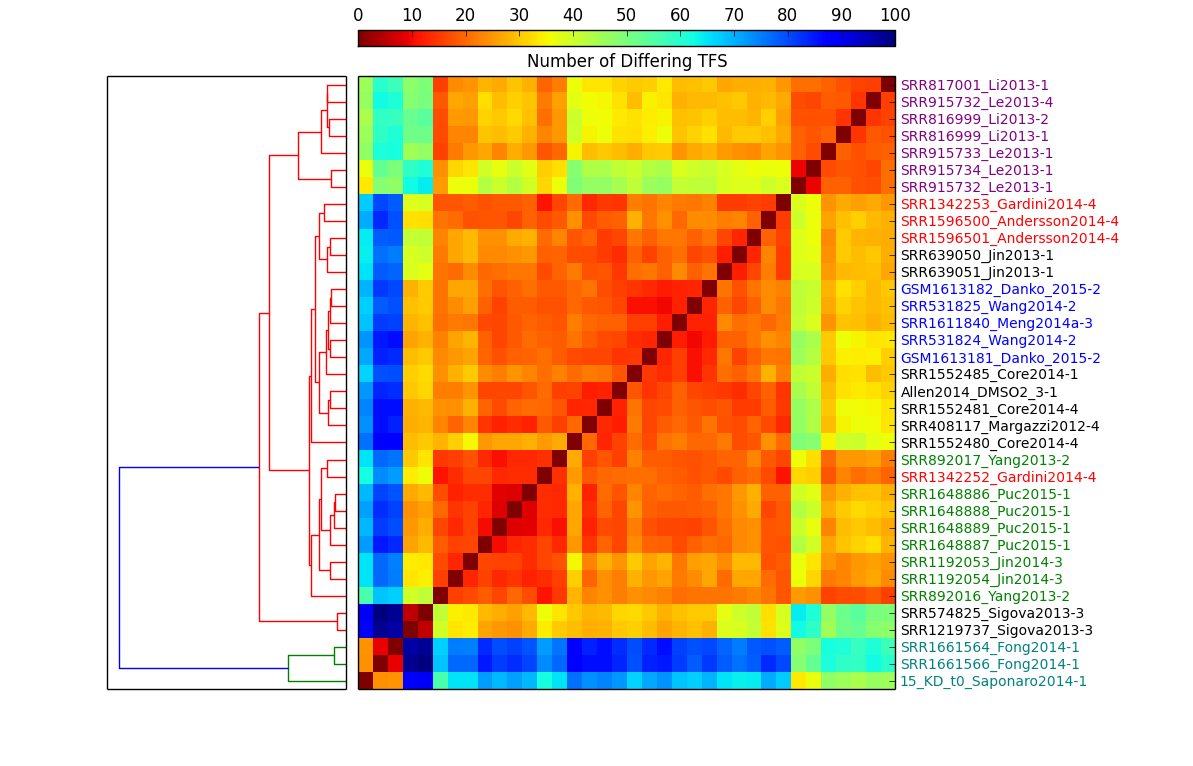 0 10 20 30 40 50 60 70 80 90 100
Number of Differing TFS
SRR817001_Li2013-1
SRR915732_Le2013-4
SRR816999_Li2013-2
SRR816999_Li2013-1
SRR915733_Le2013-1
SRR915734_Le2013-1
SRR915732_Le2013-1
SRR1342253_Gardini2014-4
SRR1596500_Andersson2014-4
SRR1596501_Andersson2014-4
SRR639050_Jin2013-1
SRR639051_Jin2013-1
GSM1613182_Danko_2015-2
SRR531825_Wang2014-2
SRR1611840_Meng2014a-3
SRR531824_Wang2014-2
GSM1613181_Danko_2015-2
SRR1552485_Core2014-1
Allen2014_DMSO2_3-1
SRR1552481_Core2014-4
SRR408117_Margazzi2012-4
SRR1552480_Core2014-4
SRR892017_Yang2013-2
SRR1342252_Gardini2014-4
SRR1648886_Puc2015-1
SRR1648888_Puc2015-1
SRR1648889_Puc2015-1
SRR1648887_Puc2015-1
SRR1192053_Jin2014-3
SRR1192054_Jin2014-3
SRR892016_Yang2013-2
SRR574825_Sigova2013-3
SRR1219737_Sigova2013-3
SRR1661564_Fong2014-1
SRR1661566_Fong2014-1
15_KD_t0_Saponaro2014-1